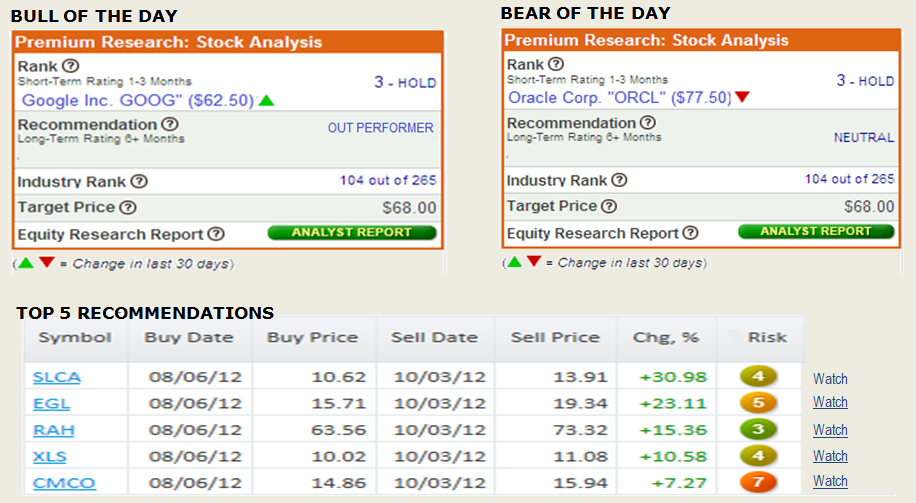 BULL OF THE DAY
Premium Research: Stock Analysis
Rank ?
Short-Term Rating 1-3 Months
3 - HOLD
Google Inc. GOOG" ($62.50)
Recommendation ?
Long-Term Rating 6+ Months
OUT PERFORMER
Industry Rank ? 104 out of 265
Target Price ? $68.00
Equity Research Report ? ANALYST REPORT
( = Change in last 30 days)
BEAR OF THE DAY
Premium Research: Stock Analysis
Rank ?
Short-Term Rating 1-3 Months
3 - HOLD
Oracle Corp. "ORCL" ($77.50)
Recommendation ?
Long-Term Rating 6+ Months
NEUTRAL
Industry Rank ? 104 out of 265
Target Price ? $68.00
Equity Research Report ? ANALYST REPORT
( = Change in last 30 days)
TOP 5 RECOMMENDATIONS
Symbol Buy Date Buy Price Sell Date Sell Price Chg, % Risk
SLCA 08/06/12 10.62 10/03/12 13.91 +30.98 4 Watch
EGL 08/06/12 15.71 10/03/12 19.34 +23.11 5 Watch
RAH 08/06/12 63.56 10/03/12 73.32 +15.36 3 Watch
XLS 08/06/12 10.02 10/03/12 11.08 +10.58 4 Watch
CMCO 08/06/12 14.86 10/03/12 15.94 +7.27 7 Watch